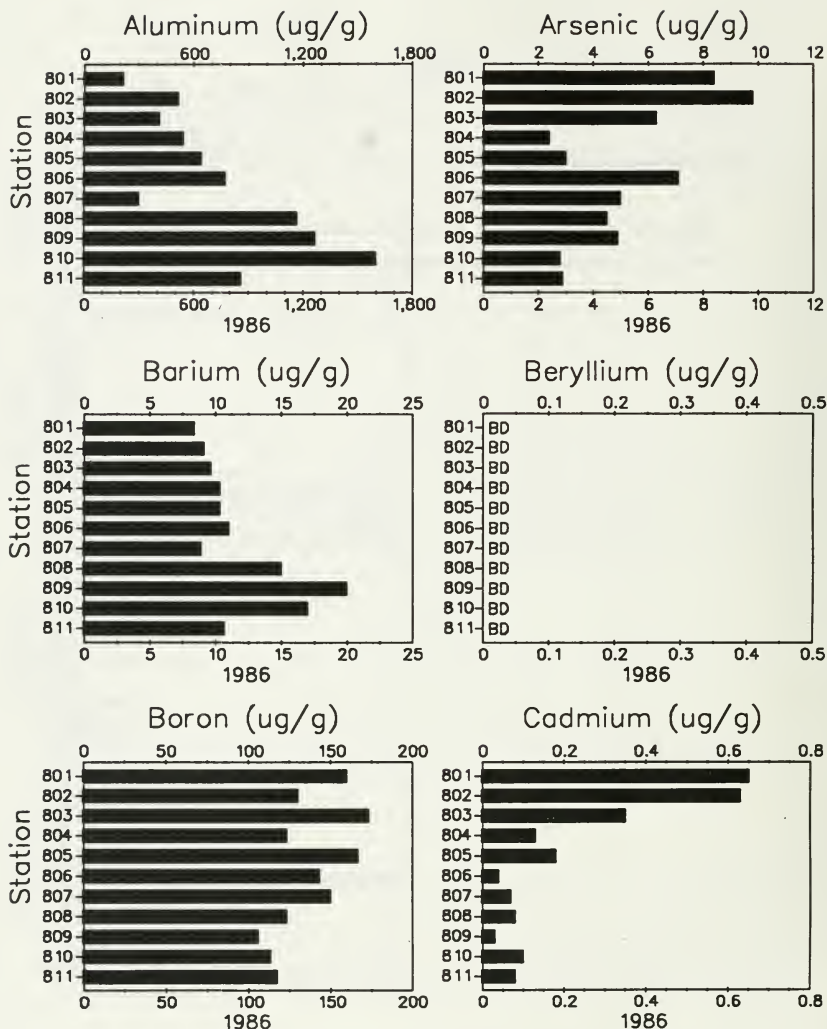 Aluminum (ug/g)
0 600 1,200 1,800
Station
801
802
803
804
805
806
807
808
809
810
811
0 600 1,200 1,800
1986
Arsenic (ug/g)
0 2 4 6 8 10 12
801
802
803
804
805
806
807
808
809
810
811
0 2 4 6 8 10 12
1986
Barium (ug/g)
0 5 10 15 20 25
Station
801
802
803
804
805
806
807
808
809
810
811
0 5 10 15 20 25
1986
Beryllium (ug/g)
0 0.1 0.2 0.3 0.4 0.5
801 BD
802 BD
803 BD
804 BD
805 BD
806 BD
807 BD
808 BD
809 BD
810 BD
811 BD
0 0.1 0.2 0.3 0.4 0.5
1986
Boron (ug/g)
0 50 100 150 200
Station
801
802
803
804
805
806
807
808
809
810
811
0 50 100 150 200
1986
Cadmium (ug/g)
0 0.2 0.4 0.6 0.8
801
802
803
804
805
806
807
808
809
810
811
0 0.2 0.4 0.6 0.8
1986